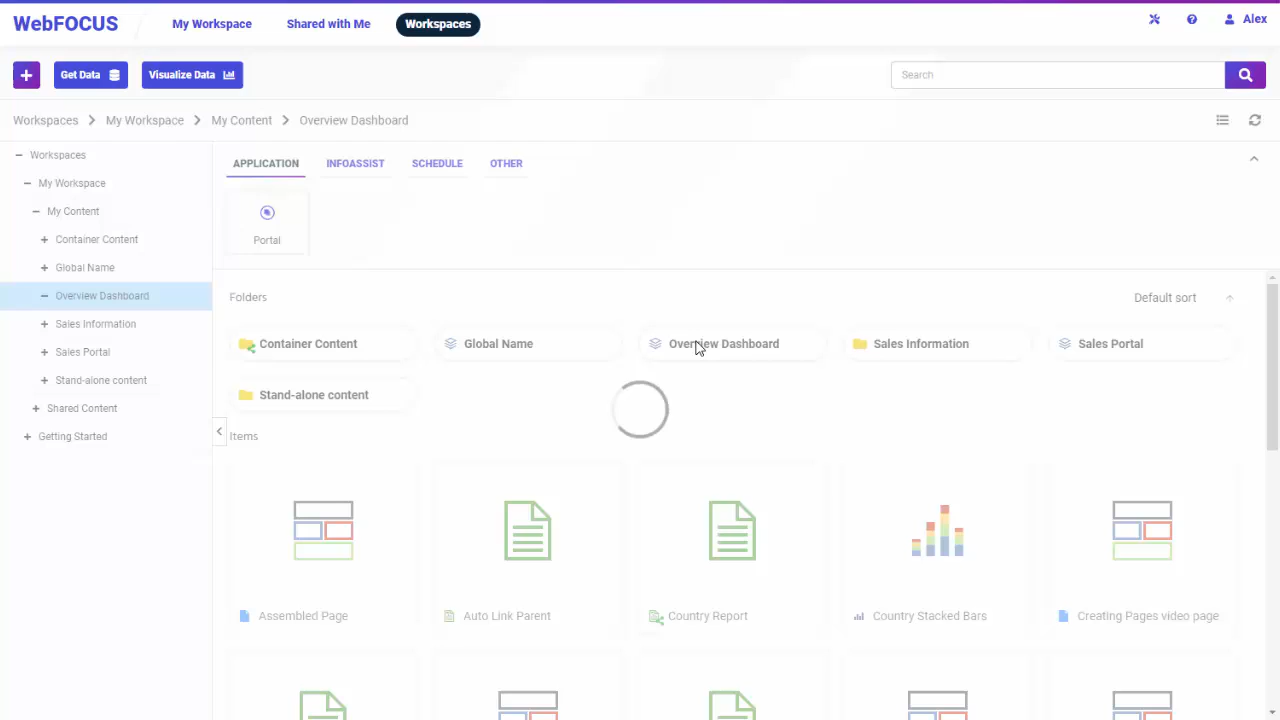 WebFOCUS
My Workspace
Shared with Me
Workspaces
Alex
Get Data
Visualize Data
Search
Workspaces > My Workspace > My Content > Overview Dashboard
Workspaces
My Workspace
My Content
Container Content
Global Name
Overview Dashboard
Sales Information
Sales Portal
Stand-alone content
Shared Content
Getting Started
APPLICATION
INFOASSIST
SCHEDULE
OTHER
Portal
Folders
Default sort
Container Content
Global Name
Overview Dashboard
Sales Information
Sales Portal
Stand-alone content
Items
Assembled Page
Auto Link Parent
Country Report
Country Stacked Bars
Creating Pages video page